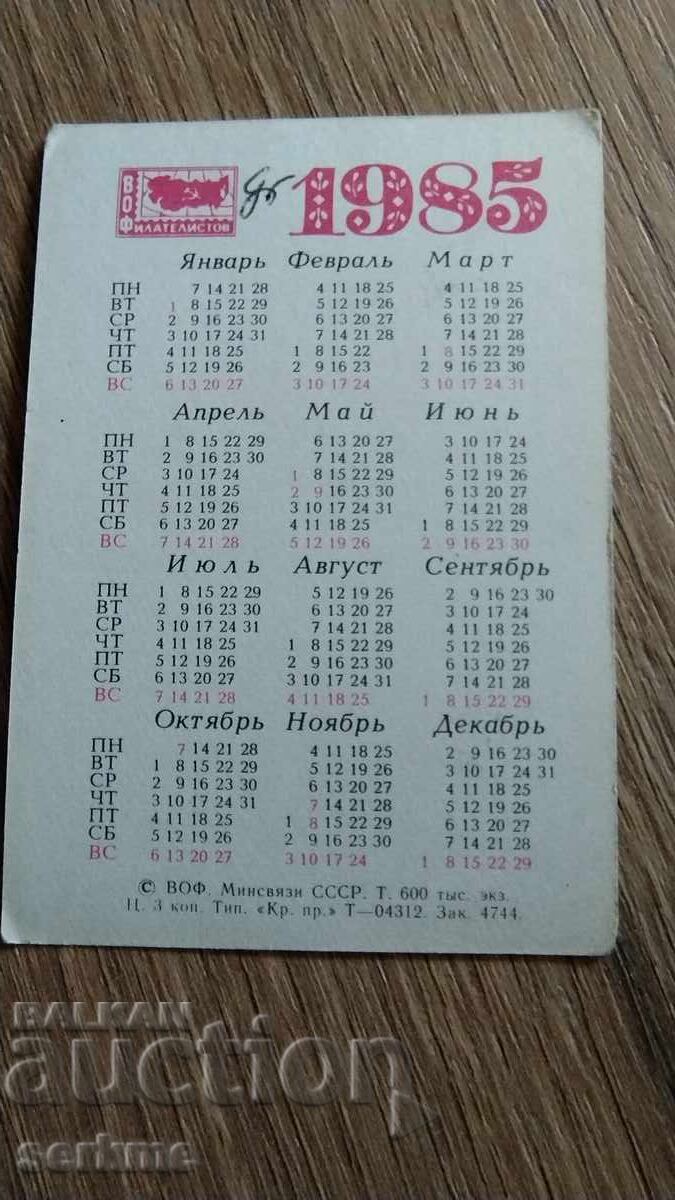 ВОФ
ИЛАТЕЛИСТОВ
1985
Январь Февраль Март
ПН 7 14 21 28 4 11 18 25 4 11 18 25
ВТ 1 8 15 22 29 5 12 19 26 5 12 19 26
СР 2 9 16 23 30 6 13 20 27 6 13 20 27
ЧТ 3 10 17 24 31 7 14 21 28 7 14 21 28
ПТ 4 11 18 25 1 8 15 22 1 8 15 22 29
СБ 5 12 19 26 2 9 16 23 2 9 16 23 30
ВС 6 13 20 27 3 10 17 24 3 10 17 24 31
Апрель Май Июнь
ПН 1 8 15 22 29 6 13 20 27 3 10 17 24
ВТ 2 9 16 23 30 7 14 21 28 4 11 18 25
СР 3 10 17 24 1 8 15 22 29 5 12 19 26
ЧТ 4 11 18 25 2 9 16 23 30 6 13 20 27
ПТ 5 12 19 26 3 10 17 24 31 7 14 21 28
СБ 6 13 20 27 4 11 18 25 1 8 15 22 29
ВС 7 14 21 28 5 12 19 26 2 9 16 23 30
Июль Август Сентябрь
ПН 1 8 15 22 29 5 12 19 26 2 9 16 23 30
ВТ 2 9 16 23 30 6 13 20 27 3 10 17 24
СР 3 10 17 24 31 7 14 21 28 4 11 18 25
ЧТ 4 11 18 25 1 8 15 22 29 5 12 19 26
ПТ 5 12 19 26 2 9 16 23 30 6 13 20 27
СБ 6 13 20 27 3 10 17 24 31 7 14 21 28
ВС 7 14 21 28 4 11 18 25 1 8 15 22 29
Октябрь Ноябрь Декабрь
ПН 7 14 21 28 4 11 18 25 2 9 16 23 30
ВТ 1 8 15 22 29 5 12 19 26 3 10 17 24 31
СР 2 9 16 23 30 6 13 20 27 4 11 18 25
ЧТ 3 10 17 24 31 7 14 21 28 5 12 19 26
ПТ 4 11 18 25 1 8 15 22 29 6 13 20 27
СБ 5 12 19 26 2 9 16 23 30 7 14 21 28
ВС 6 13 20 27 3 10 17 24 1 8 15 22 29
© ВОФ. Минсвязи СССР. Т. 600 тыс. экз.
Ц. 3 коп. Тип. «Кр. пр.» Т—04312. Зак. 4744.
BALKAN
auction
serkme